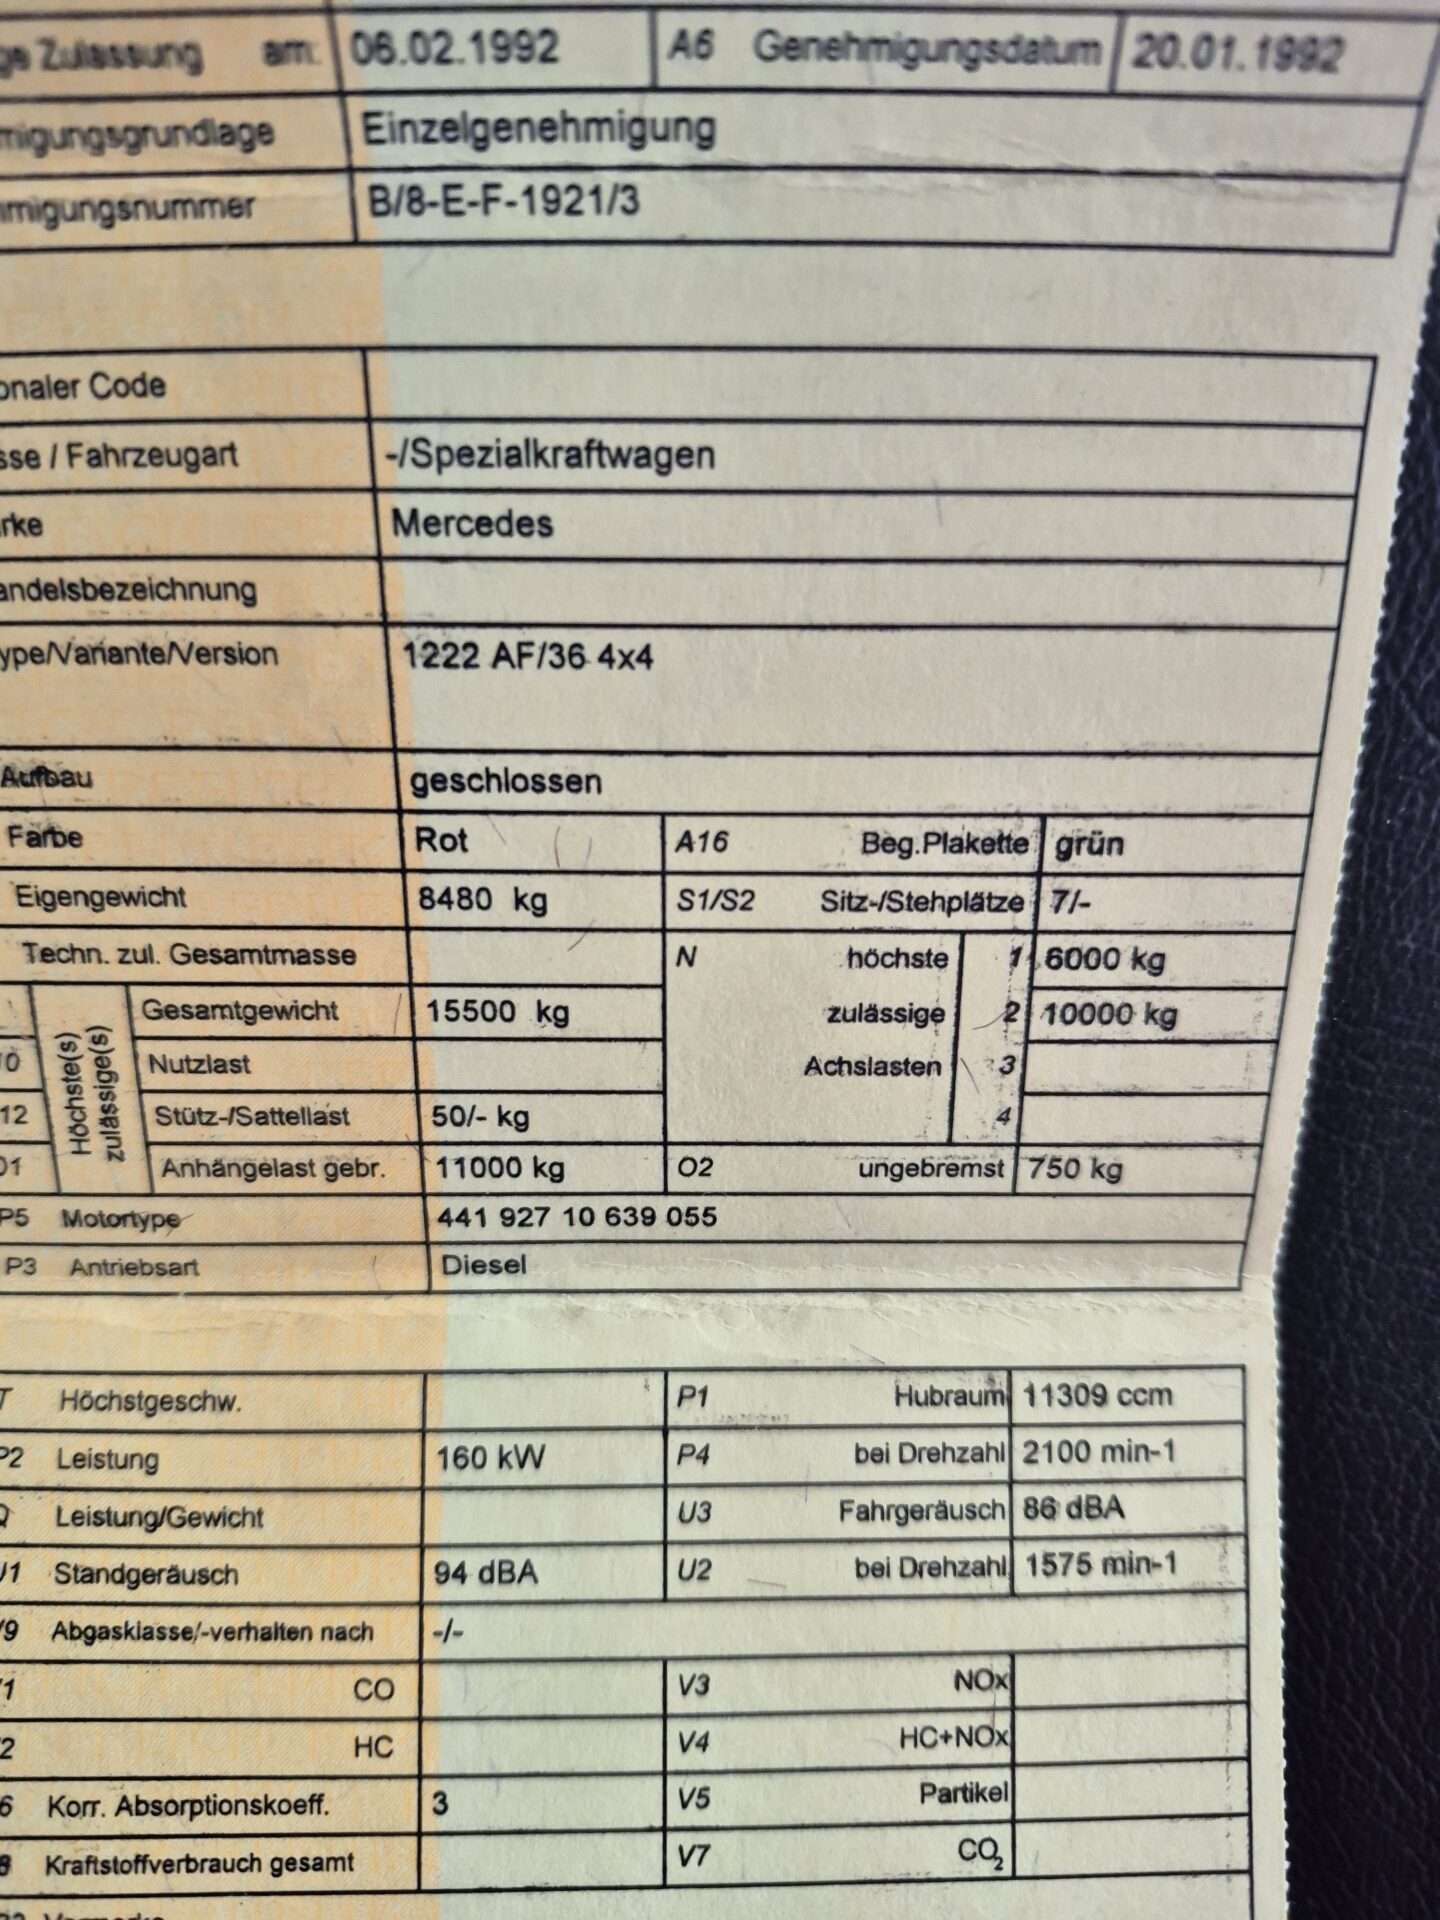 ge Zulassung am: 06.02.1992 A6 Genehmigungsdatum 20.01.1992
migungsgrundlage Einzelgenehmigung
migungsnummer B/8-E-F-1921/3
onaler Code
sse / Fahrzeugart -/Spezialkraftwagen
rke Mercedes
andelsbezeichnung
ype/Variante/Version 1222 AF/36 4x4
Aufbau geschlossen
Farbe Rot A16 Beg.Plakette grün
Eigengewicht 8480 kg S1/S2 Sitz-/Stehplätze 7/-
Techn. zul. Gesamtmasse N höchste 1 6000 kg
Höchste(s) zulässige(s)
Gesamtgewicht 15500 kg zulässige 2 10000 kg
10 Nutzlast Achslasten 3
12 Stütz-/Sattellast 50/- kg 4
O1 Anhängelast gebr. 11000 kg O2 ungebremst 750 kg
P5 Motortype 441 927 10 639 055
P3 Antriebsart Diesel
T Höchstgeschw. P1 Hubraum 11309 ccm
P2 Leistung 160 kW P4 bei Drehzahl 2100 min-1
Q Leistung/Gewicht U3 Fahrgeräusch 86 dBA
U1 Standgeräusch 94 dBA U2 bei Drehzahl 1575 min-1
V9 Abgasklasse/-verhalten nach -/-
1 CO V3 NOx
2 HC V4 HC+NOx
6 Korr. Absorptionskoeff. 3 V5 Partikel
8 Kraftstoffverbrauch gesamt V7 CO₂